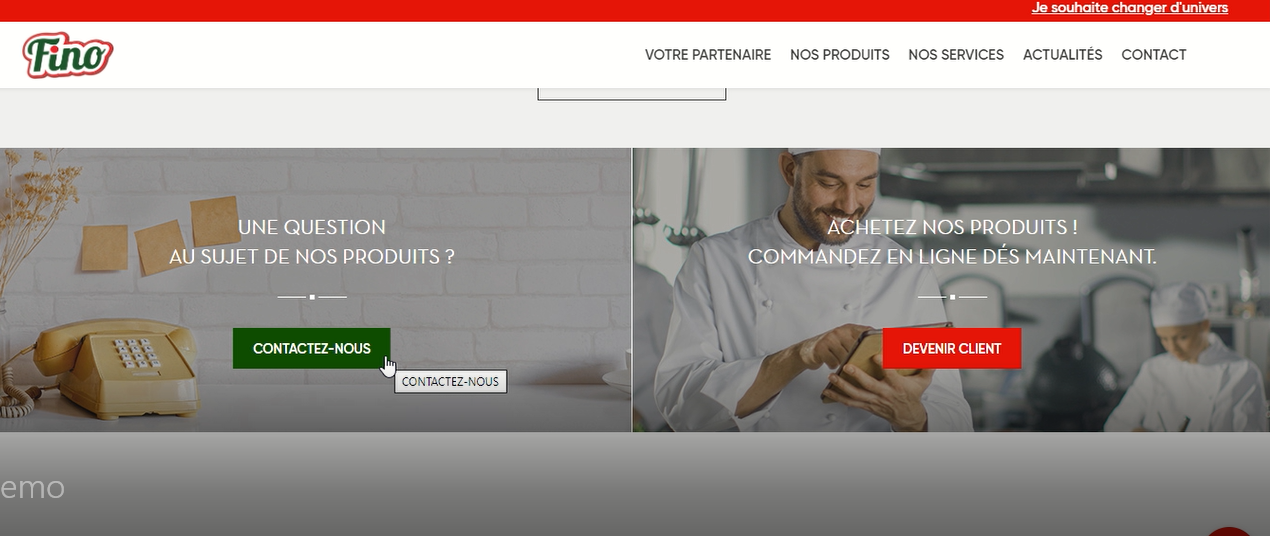 Je souhaite changer d'univers
Fino
VOTRE PARTENAIRE NOS PRODUITS NOS SERVICES ACTUALITÉS CONTACT
UNE QUESTION
AU SUJET DE NOS PRODUITS ?
CONTACTEZ-NOUS
CONTACTEZ-NOUS
ACHETEZ NOS PRODUITS !
COMMANDEZ EN LIGNE DÉS MAINTENANT.
DEVENIR CLIENT
emo